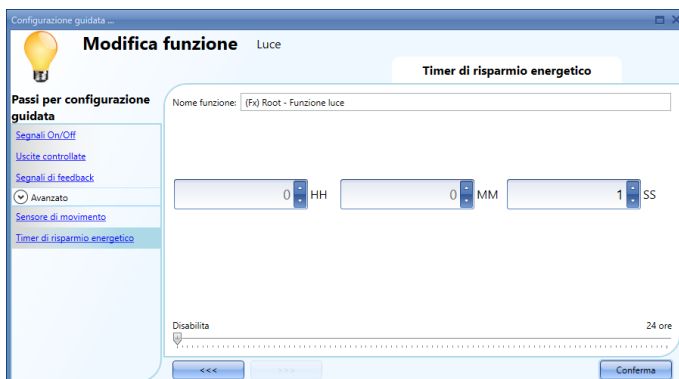 Configurazione guidata ...
Modifica funzione Luce
Timer di risparmio energetico
Passi per configurazione guidata
Segnali On/Off
Uscite controllate
Segnali di feedback
Avanzato
Sensore di movimento
Timer di risparmio energetico
Nome funzione: (Fx) Root - Funzione luce
0 HH 0 MM 1 SS
Disabilita 24 ore
<<< >>> Conferma